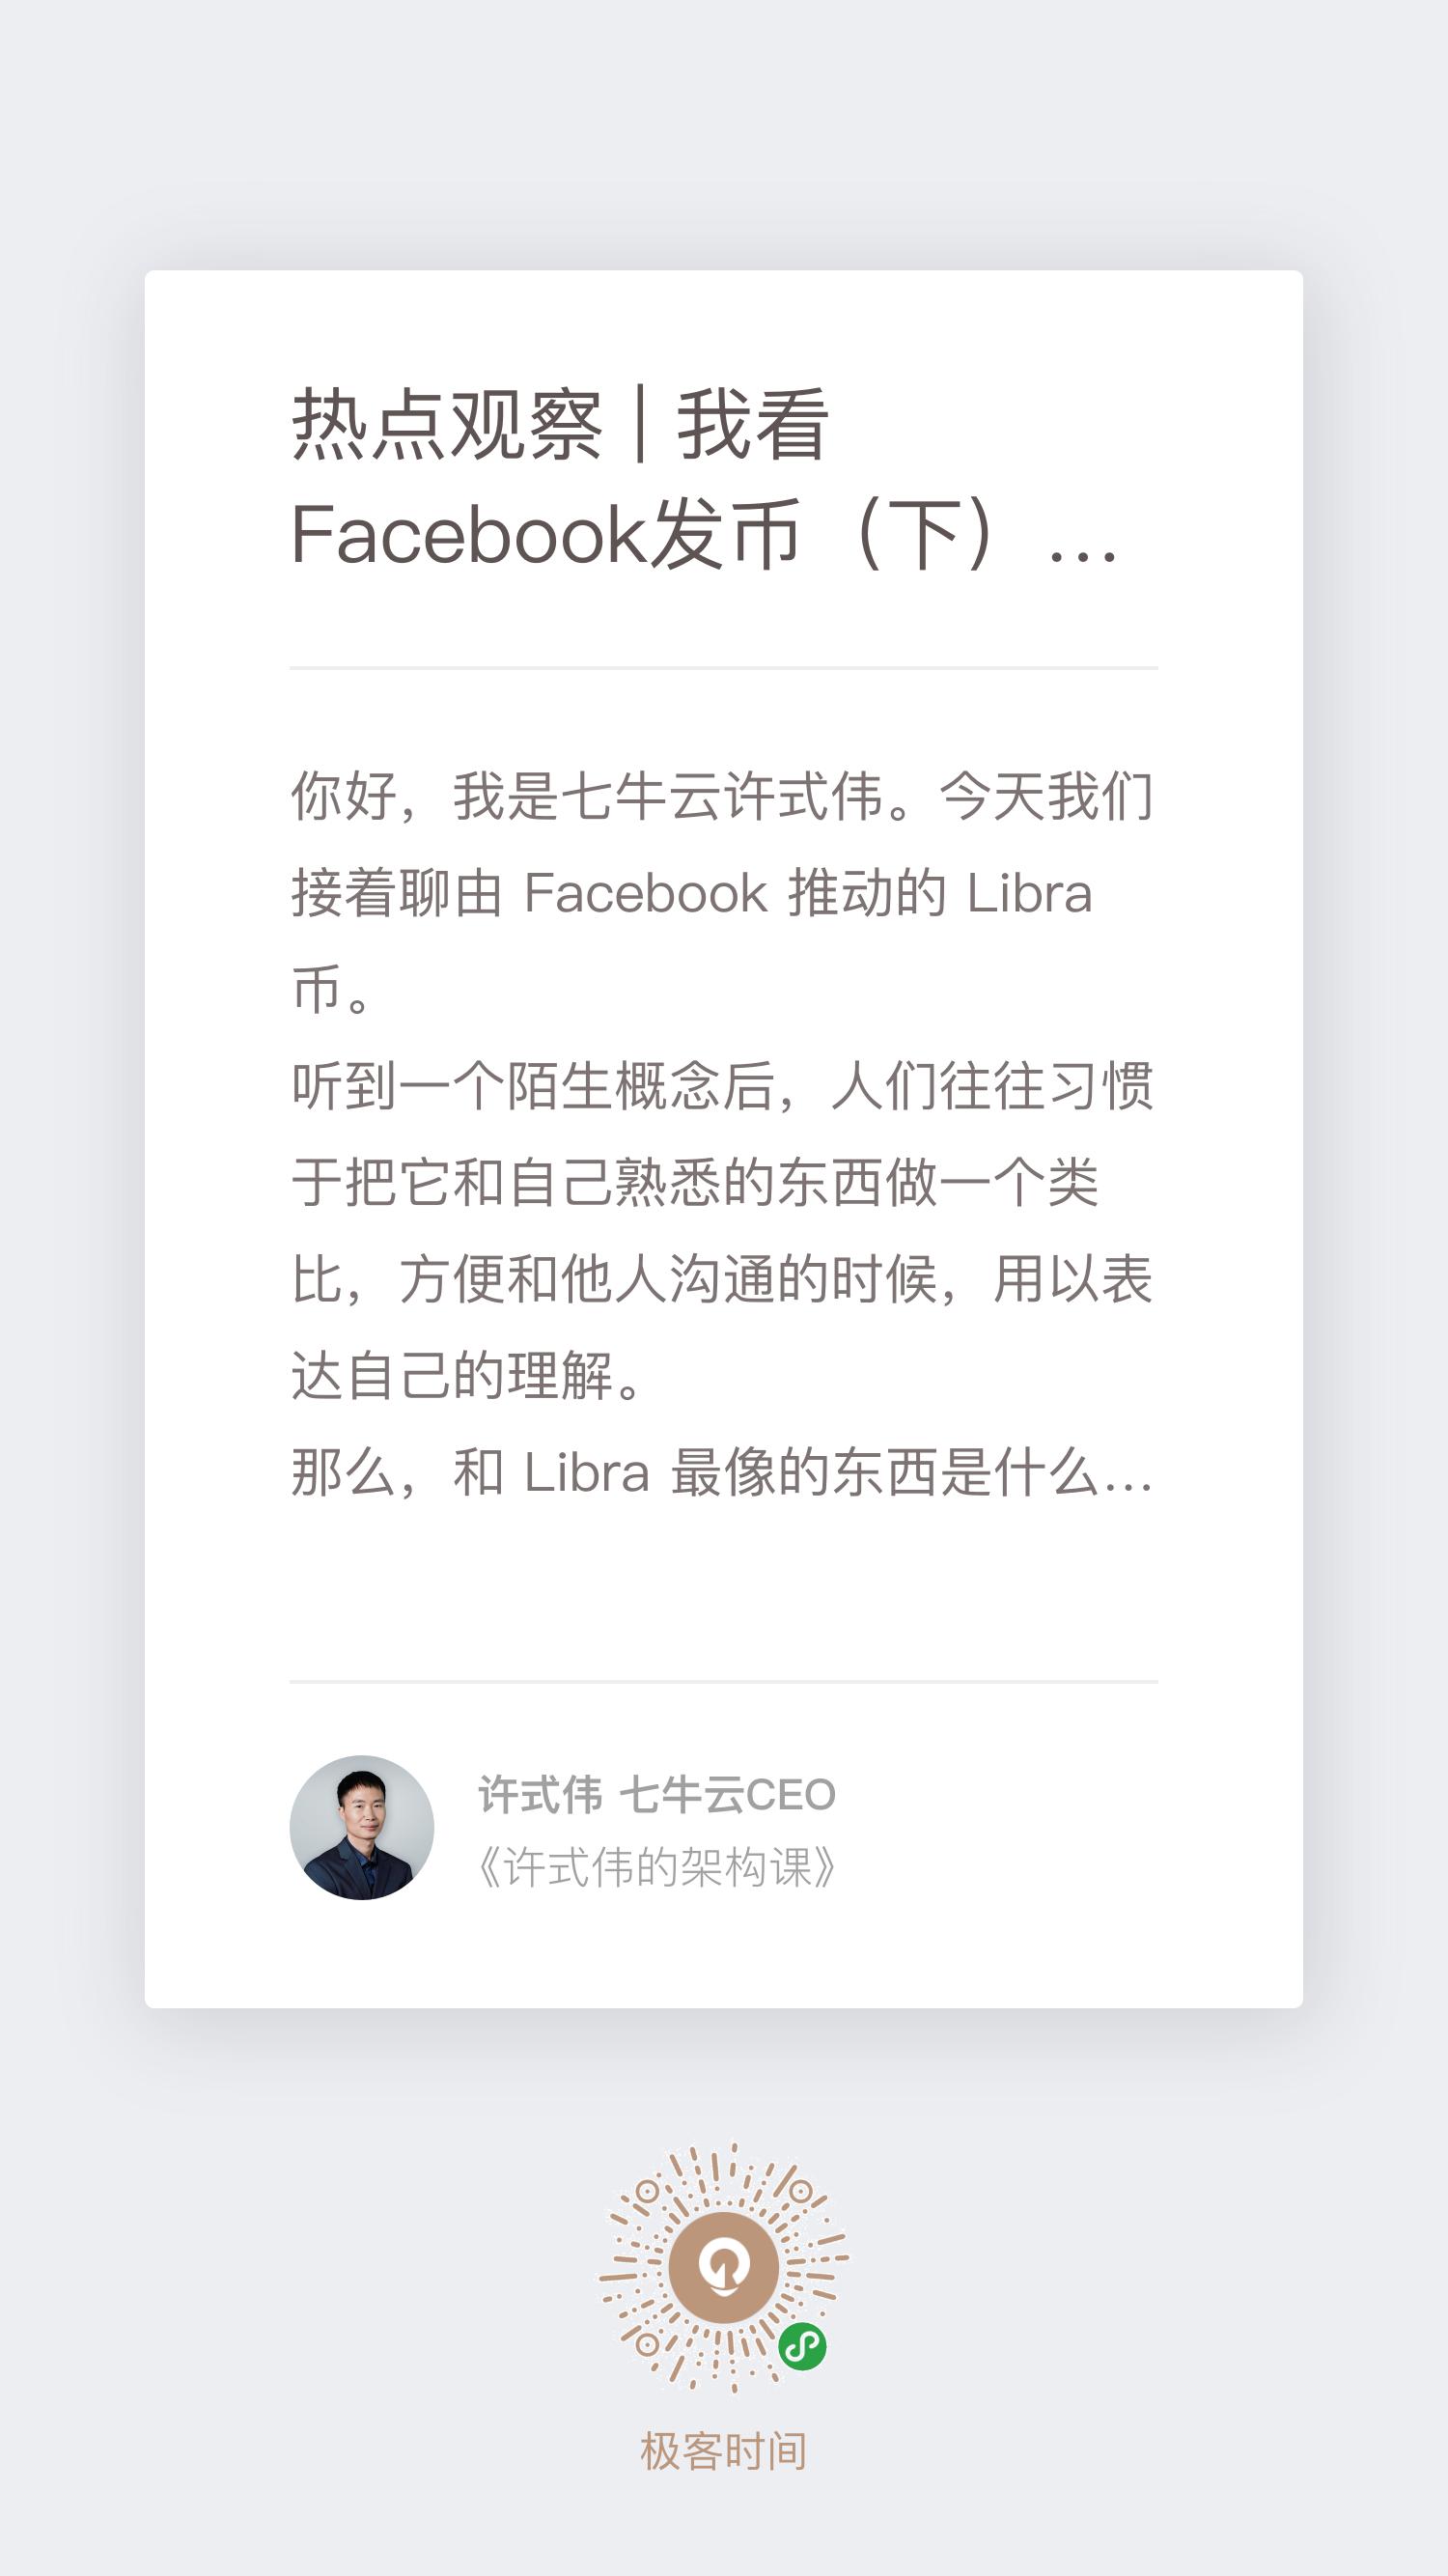 热点观察 | 我看
Facebook发币（下）…
你好，我是七牛云许式伟。今天我们
接着聊由 Facebook 推动的 Libra
币。
听到一个陌生概念后，人们往往习惯
于把它和自己熟悉的东西做一个类
比，方便和他人沟通的时候，用以表
达自己的理解。
那么，和 Libra 最像的东西是什么…
许式伟 七牛云CEO
《许式伟的架构课》
极客时间